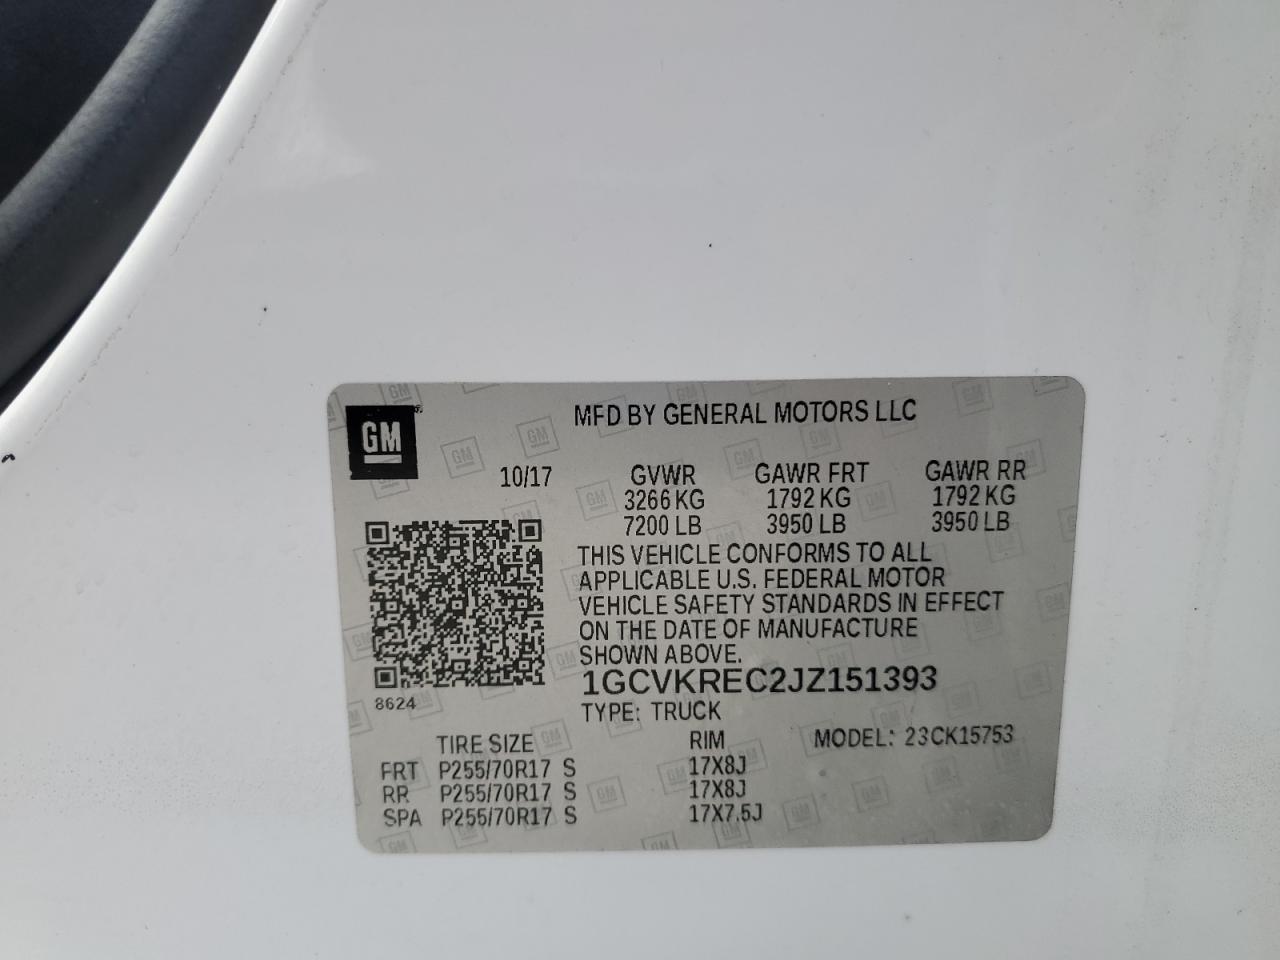 GM
MFD BY GENERAL MOTORS LLC
10/17 GVWR GAWR FRT GAWR RR
3266 KG 1792 KG 1792 KG
7200 LB 3950 LB 3950 LB
THIS VEHICLE CONFORMS TO ALL
APPLICABLE U.S. FEDERAL MOTOR
VEHICLE SAFETY STANDARDS IN EFFECT
ON THE DATE OF MANUFACTURE
SHOWN ABOVE.
1GCVKREC2JZ151393
8624
TYPE: TRUCK
TIRE SIZE RIM MODEL: 23CK15753
FRT P255/70R17 S 17X8J
RR P255/70R17 S 17X8J
SPA P255/70R17 S 17X7.5J